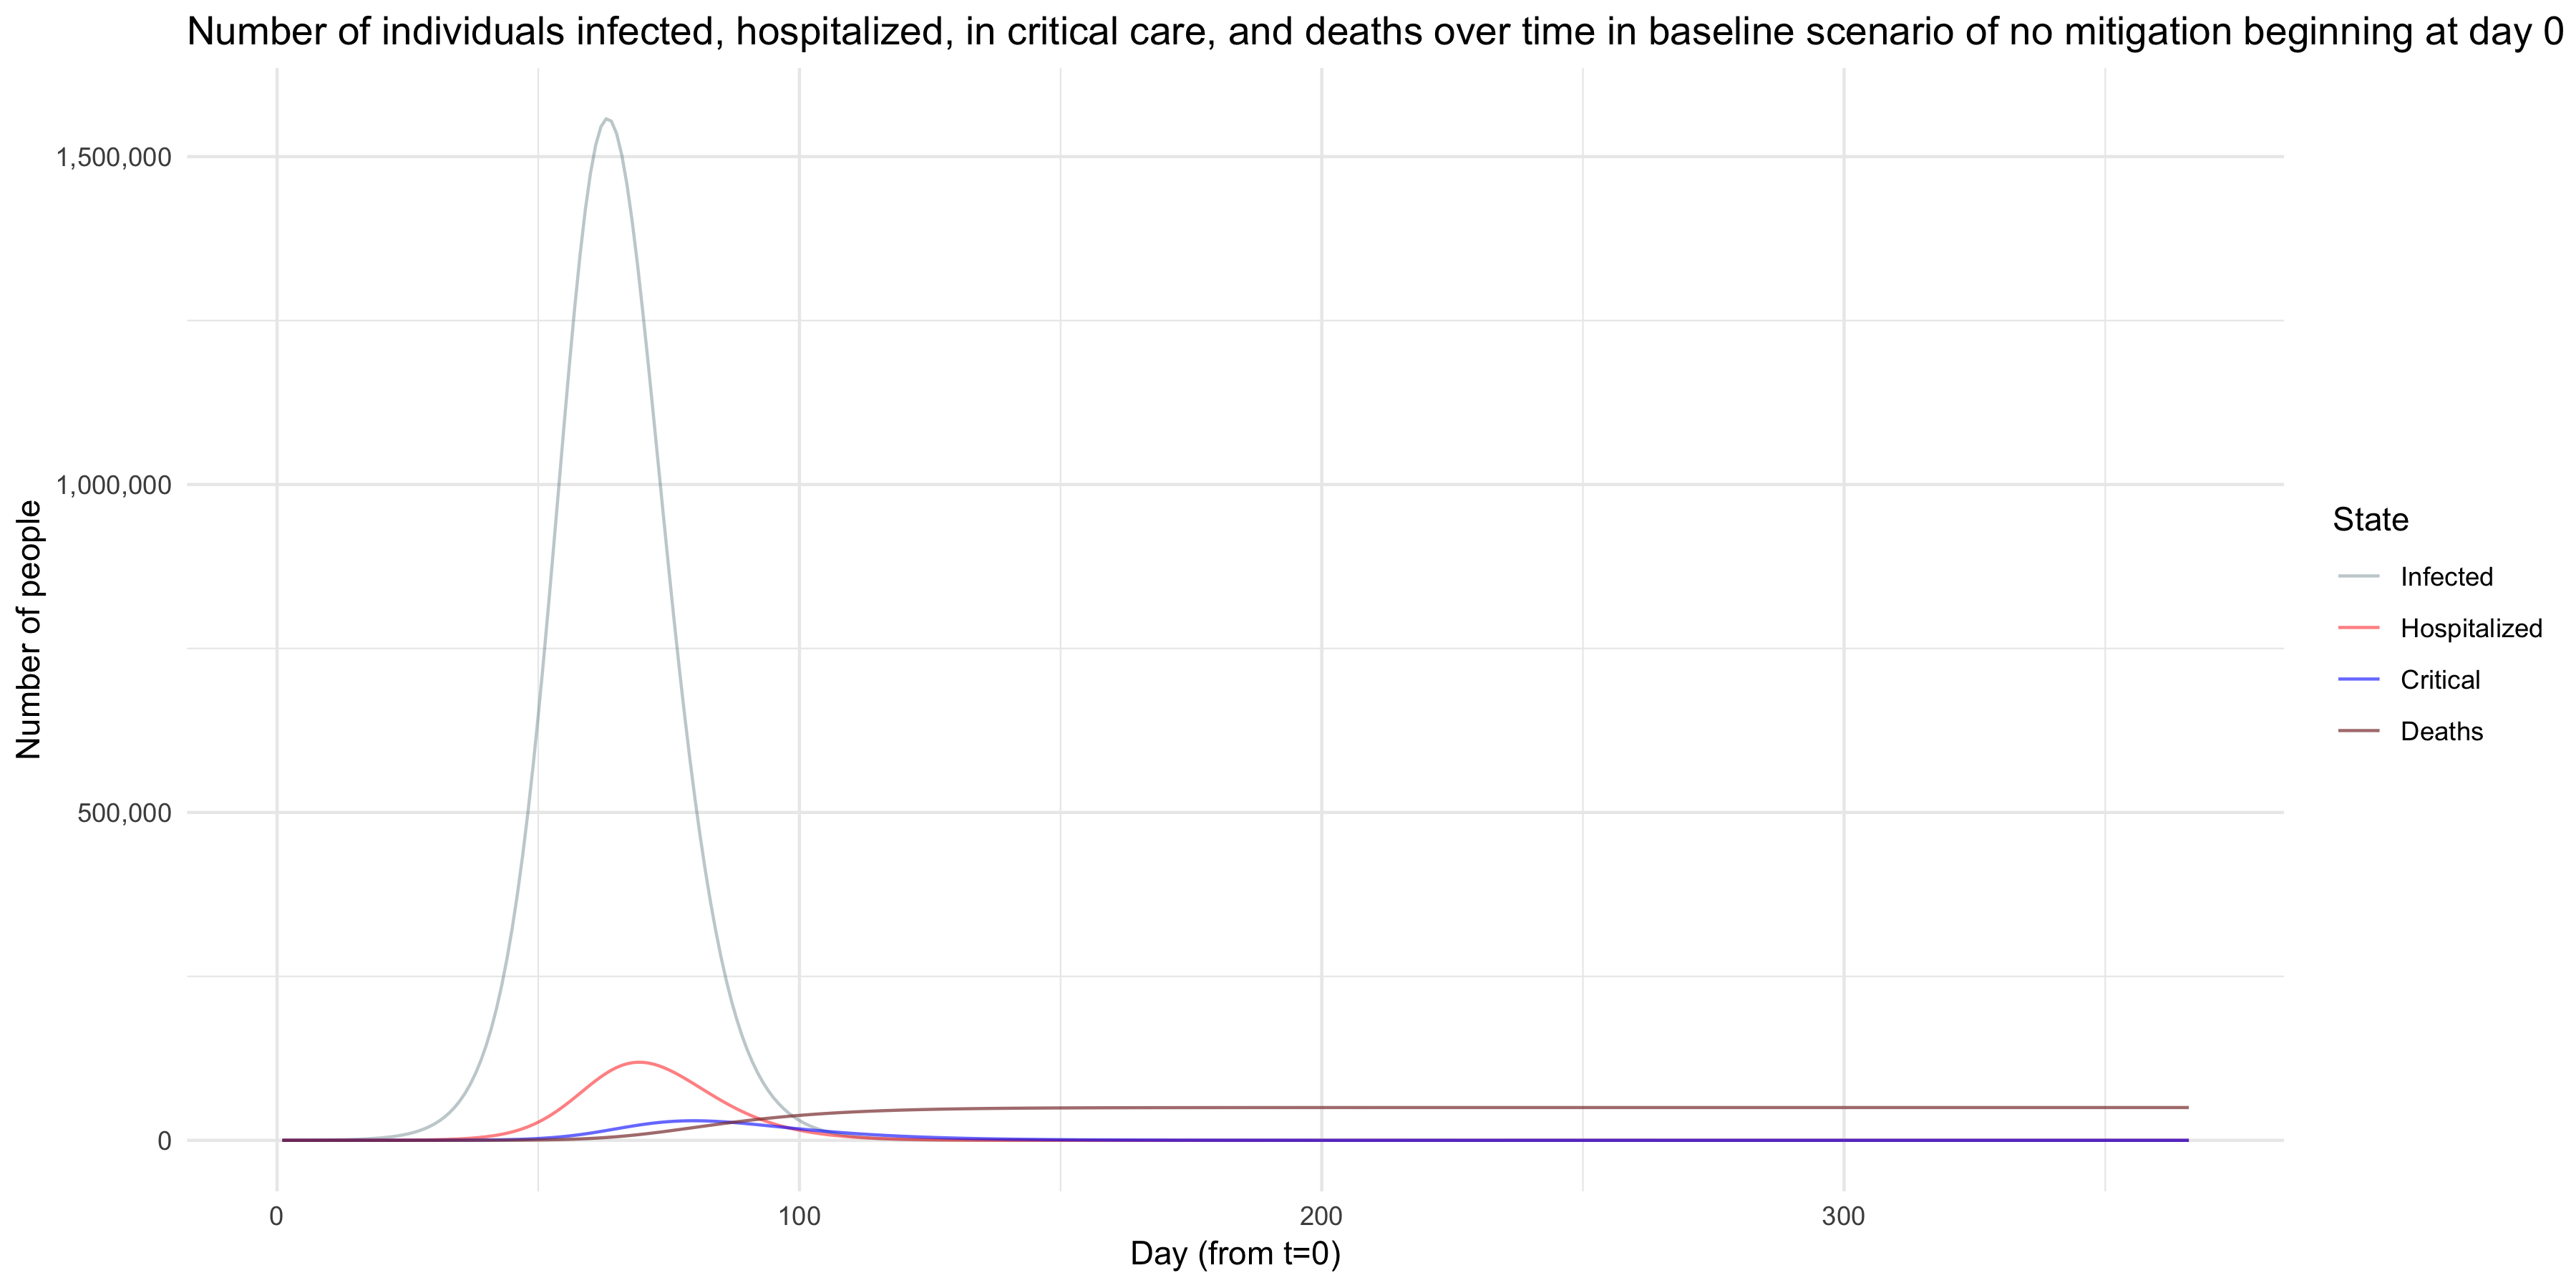 Number of individuals infected, hospitalized, in critical care, and deaths over time in baseline scenario of no mitigation beginning at day 0
1,500,000
1,000,000
500,000
0
Number of people
0
100
200
300
Day (from t=0)
State
Infected
Hospitalized
Critical
Deaths